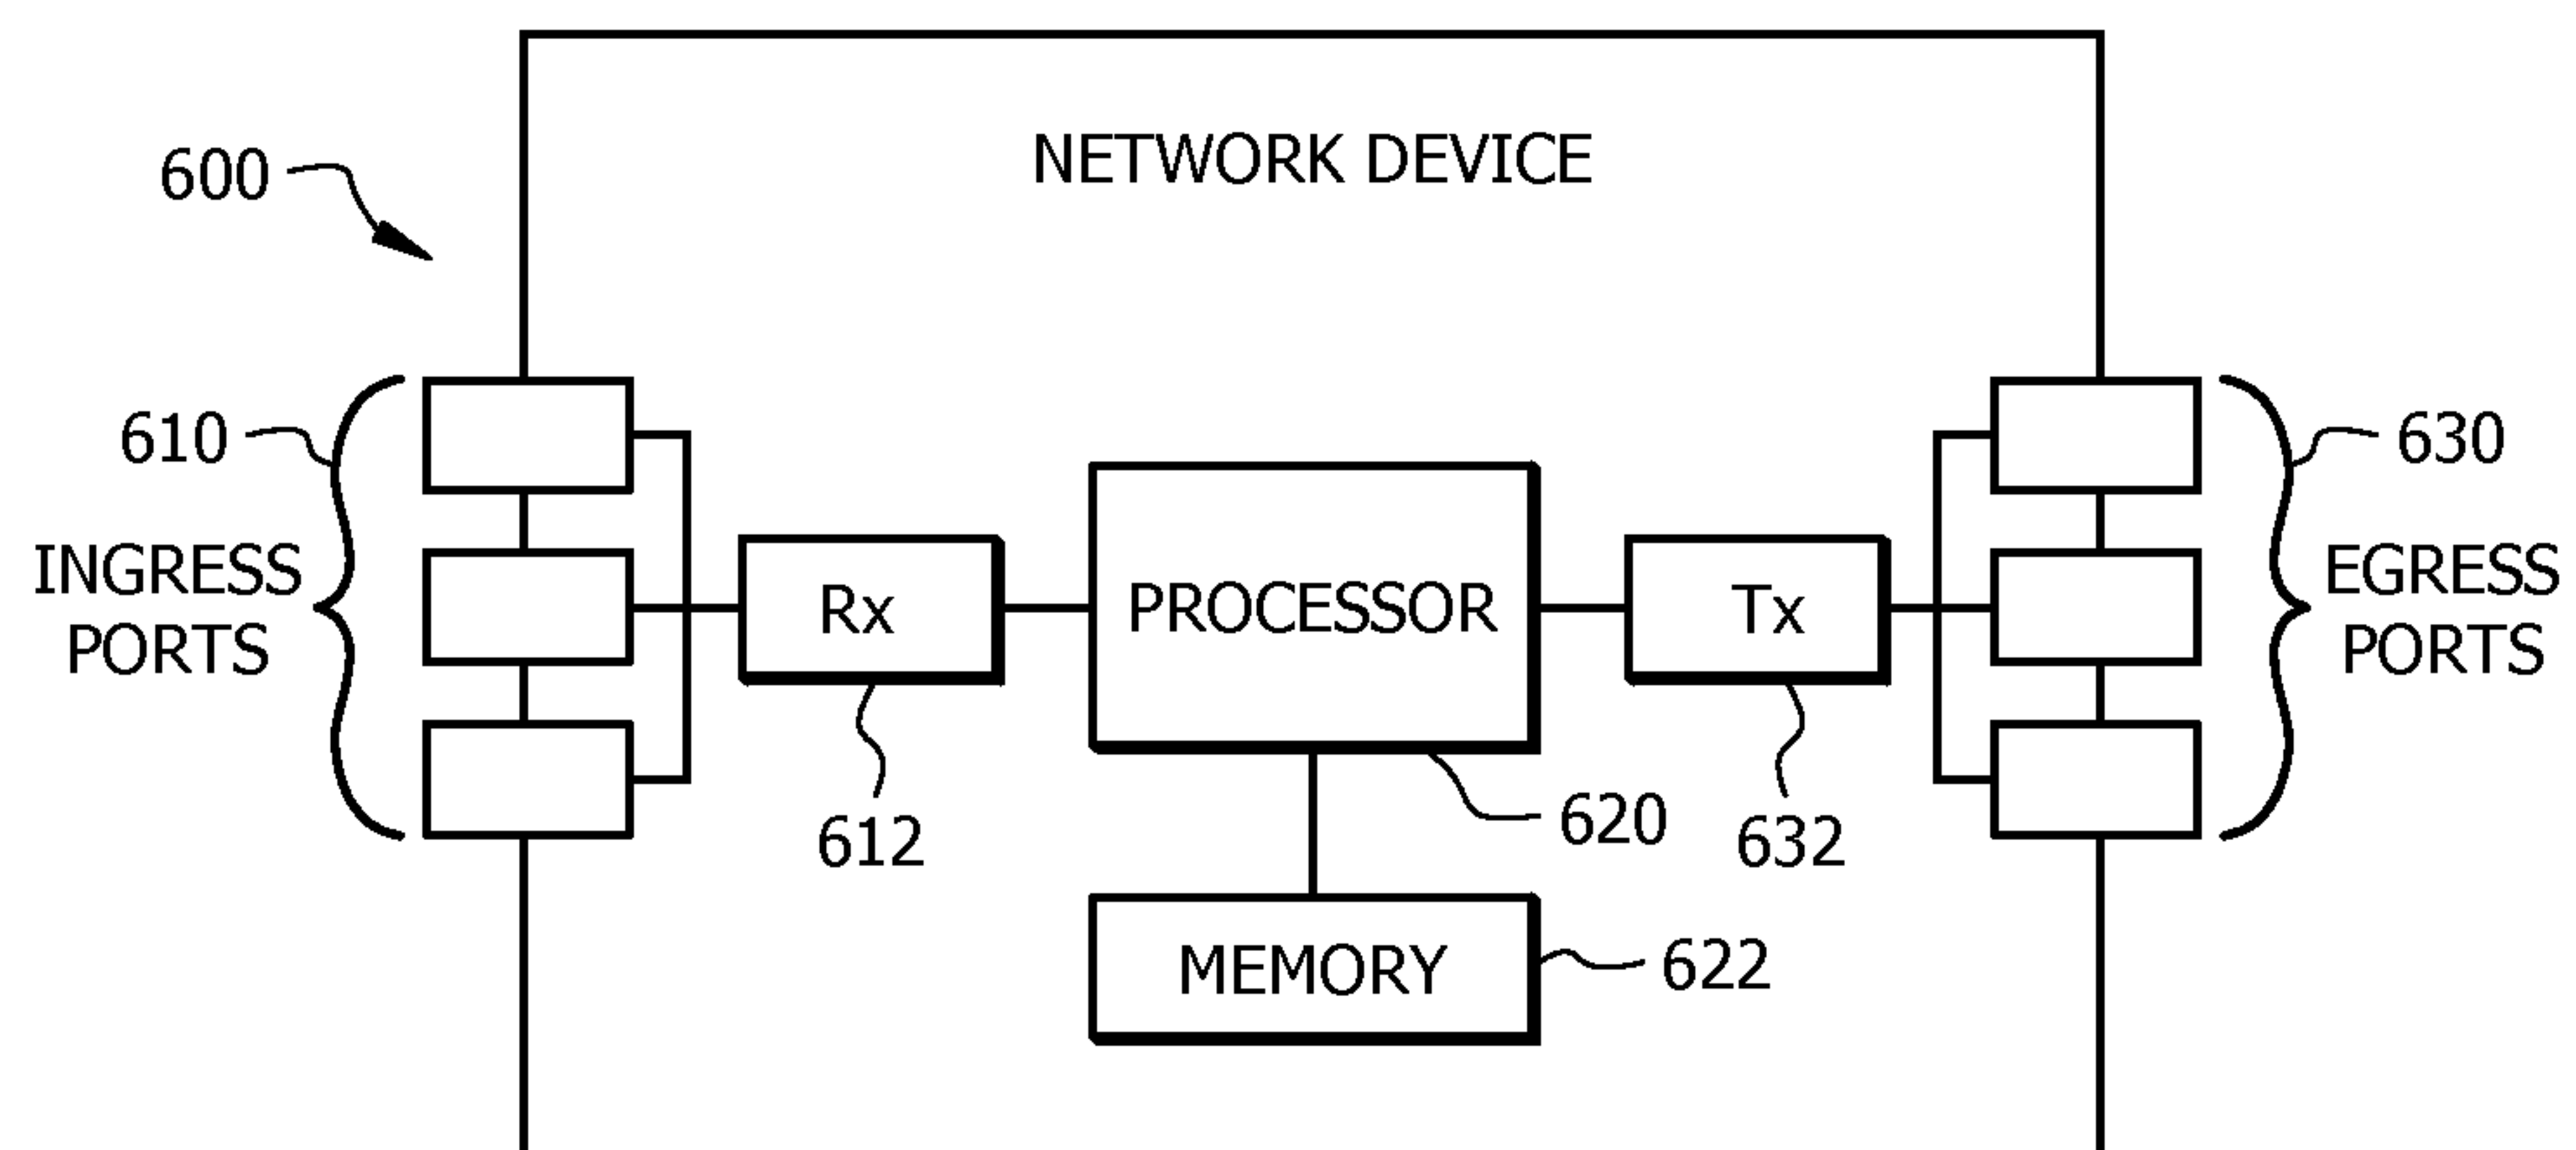 NETWORK DEVICE
600
610
630
INGRESS
PORTS
Rx
PROCESSOR
Tx
EGRESS
PORTS
612
620
632
MEMORY
622